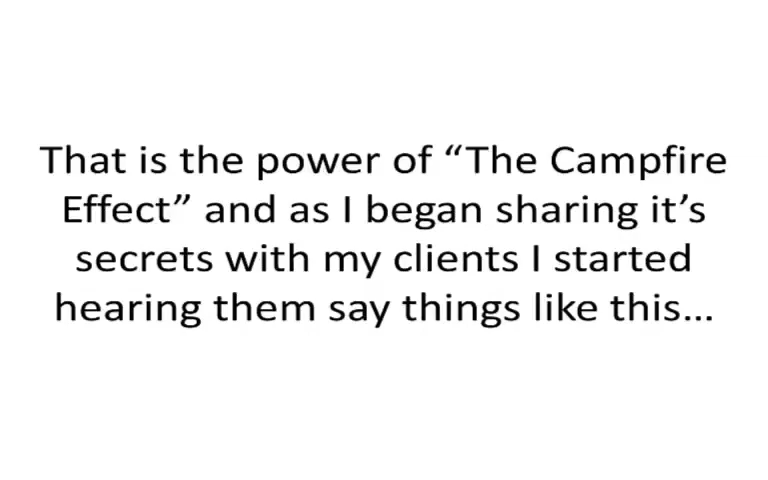 That is the power of “The Campfire
Effect” and as I began sharing it’s
secrets with my clients I started
hearing them say things like this…